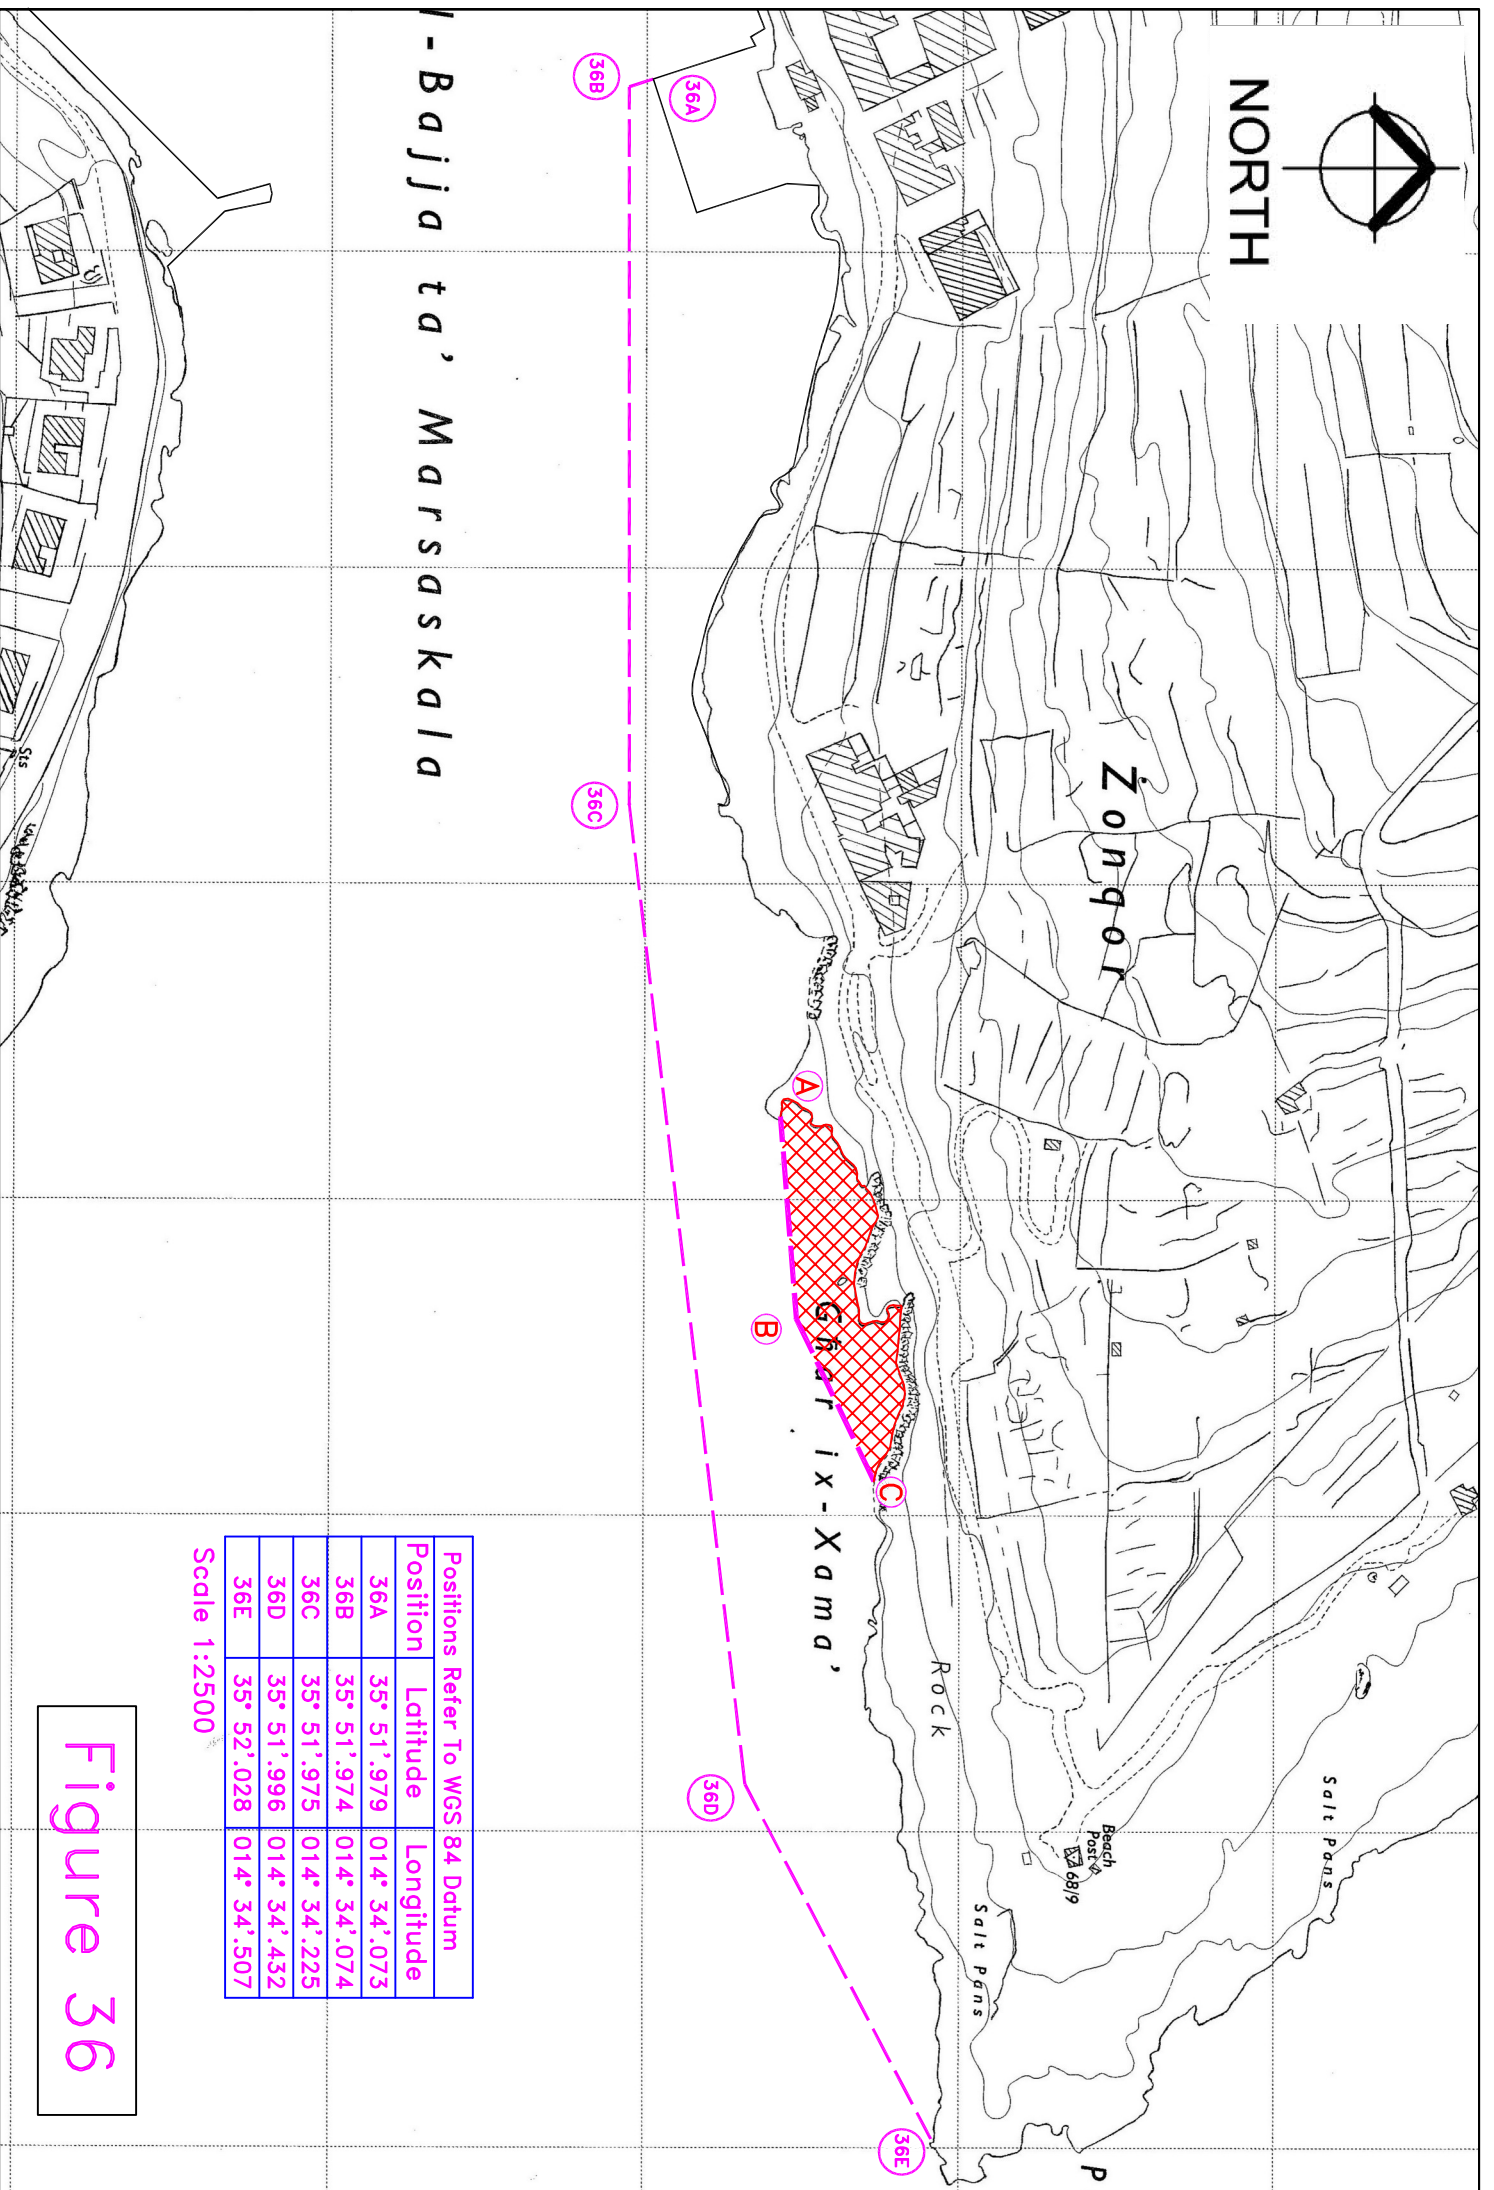 NORTH
Żonqor
Salt Pans
Beach
Post
68/9
Salt Pans
P
Rock
36E
C
A
Għar ix-Xama'
B
36A
36B
36C
36D
l-Bajja ta' Marsaskala
Sts
Positions Refer To WGS 84 Datum
Position Latitude Longitude
36A 35° 51'.979 014° 34'.073
36B 35° 51'.974 014° 34'.074
36C 35° 51'.975 014° 34'.225
36D 35° 51'.996 014° 34'.432
36E 35° 52'.028 014° 34'.507
Scale 1:2500
Figure 36